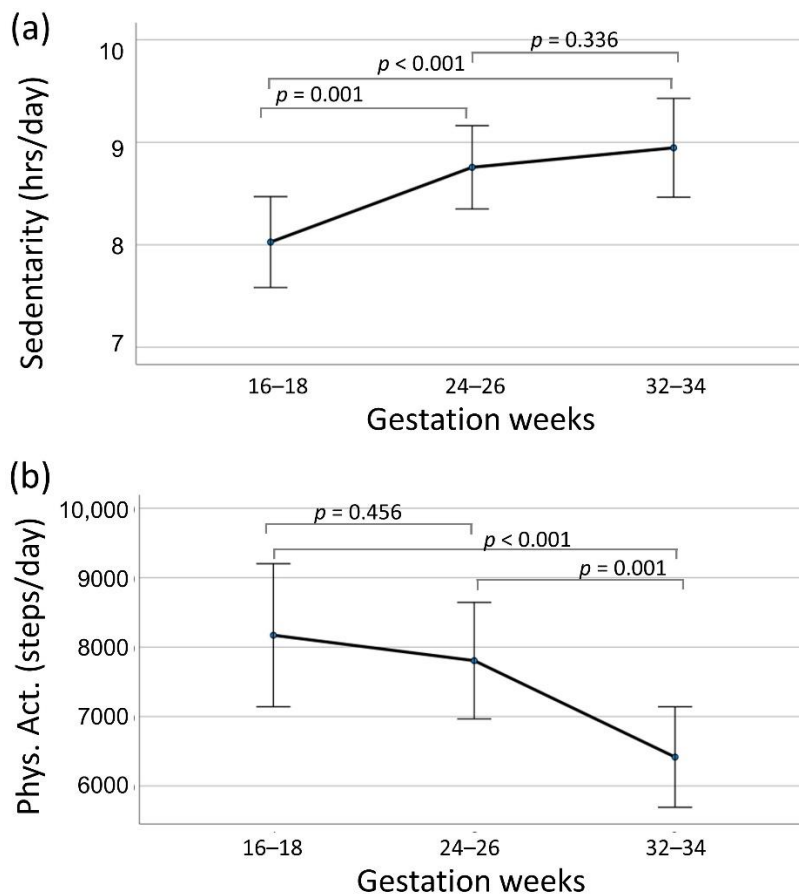 (a)
Sedentarity (hrs/day)
10
9
8
7
p = 0.336
p < 0.001
p = 0.001
16–18
24–26
32–34
Gestation weeks
(b)
Phys. Act. (steps/day)
10,000
9000
8000
7000
6000
p = 0.456
p < 0.001
p = 0.001
16–18
24–26
32–34
Gestation weeks